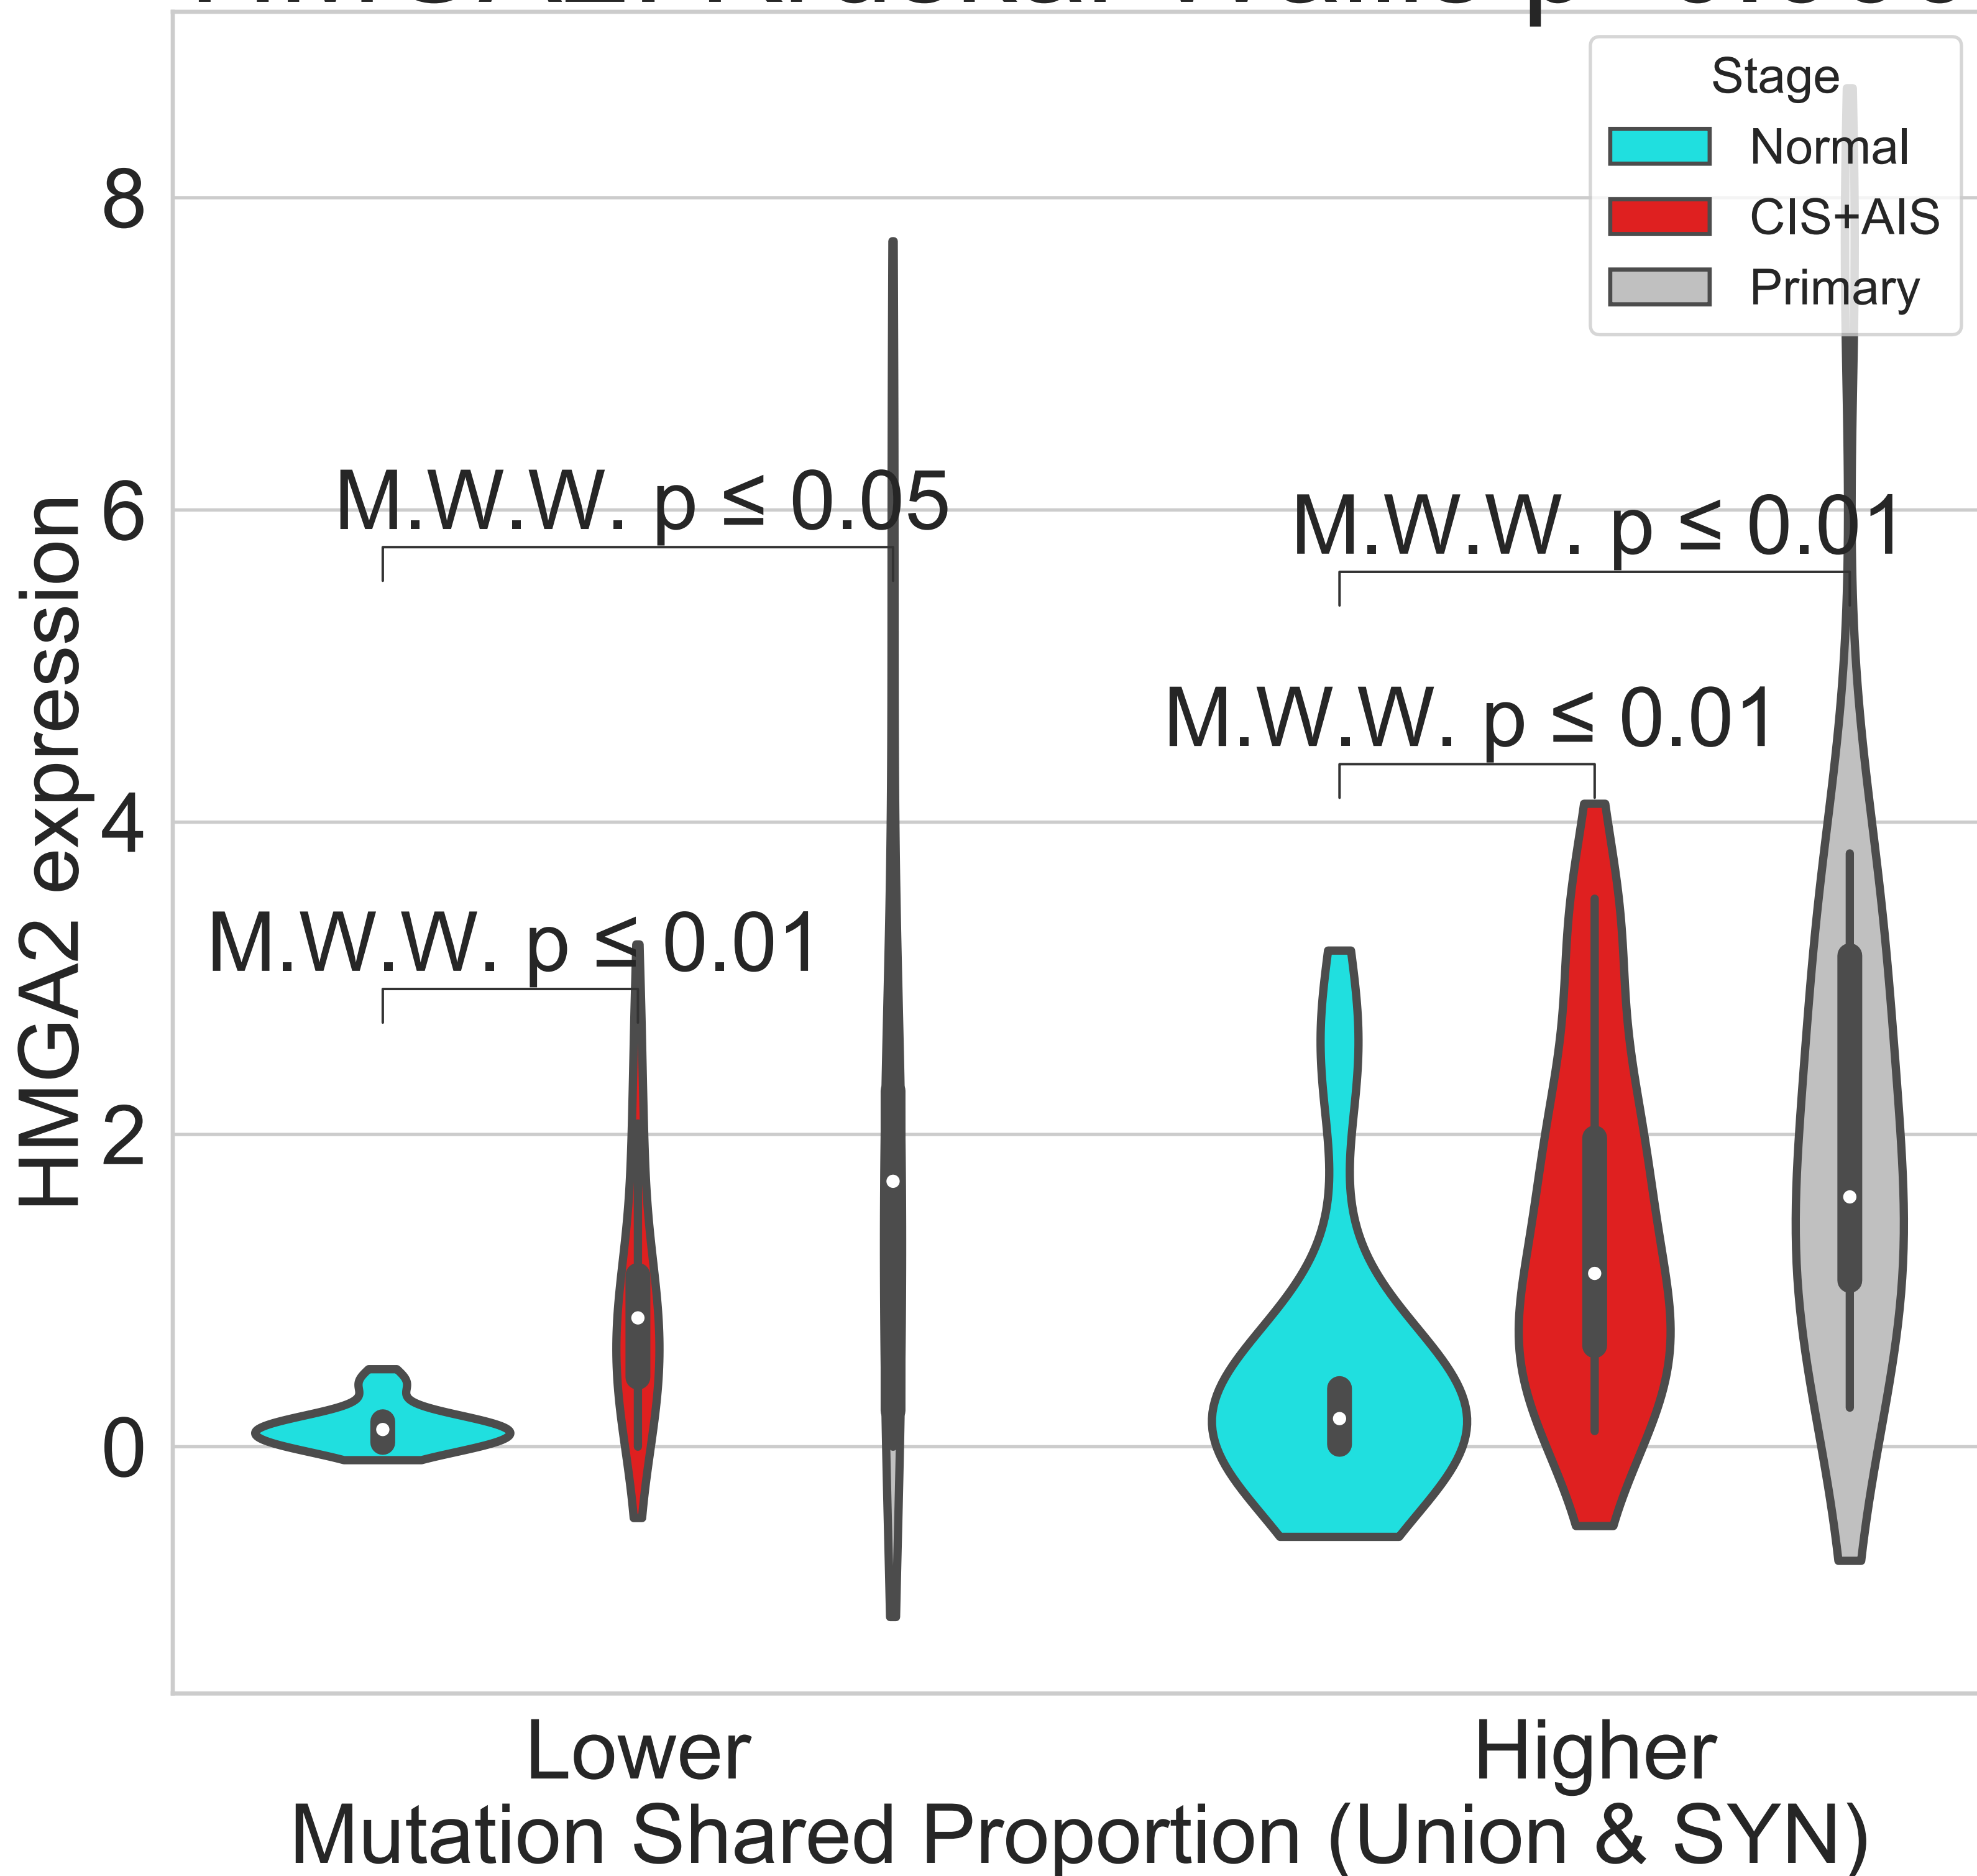 Stage
Normal
CIS+AIS
Primary
8
6
4
2
0
HMGA2 expression
M.W.W. p ≤ 0.05
M.W.W. p ≤ 0.01
M.W.W. p ≤ 0.01
M.W.W. p ≤ 0.01
Lower
Higher
Mutation Shared Proportion (Union & SYN)